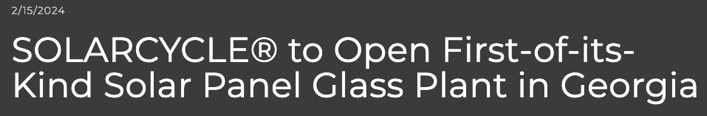 2/15/2024
SOLARCYCLE® to Open First-of-its-
Kind Solar Panel Glass Plant in Georgia